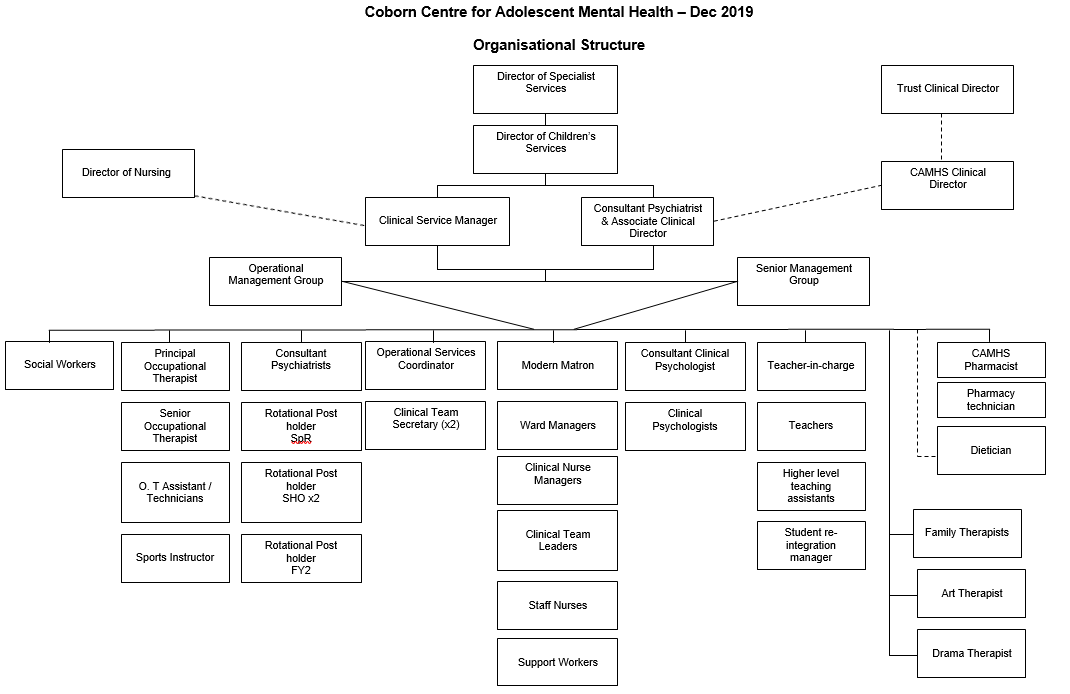 Coborn Centre for Adolescent Mental Health – Dec 2019
Organisational Structure
Director of Specialist
Services
Trust Clinical Director
Director of Children's
Services
Director of Nursing
CAMHS Clinical
Director
Clinical Service Manager
Consultant Psychiatrist
& Associate Clinical
Director
Operational
Management Group
Senior Management
Group
Social Workers
Principal
Occupational
Therapist
Consultant
Psychiatrists
Operational Services
Coordinator
Modern Matron
Consultant Clinical
Psychologist
Teacher-in-charge
CAMHS
Pharmacist
Pharmacy
technician
Senior
Occupational
Therapist
Rotational Post
holder
SpR
Clinical Team
Secretary (x2)
Ward Managers
Clinical
Psychologists
Teachers
Dietician
O. T Assistant /
Technicians
Rotational Post
holder
SHO x2
Clinical Nurse
Managers
Higher level
teaching
assistants
Clinical Team
Leaders
Student re-
integration
manager
Family Therapists
Sports Instructor
Rotational Post
holder
FY2
Staff Nurses
Art Therapist
Support Workers
Drama Therapist